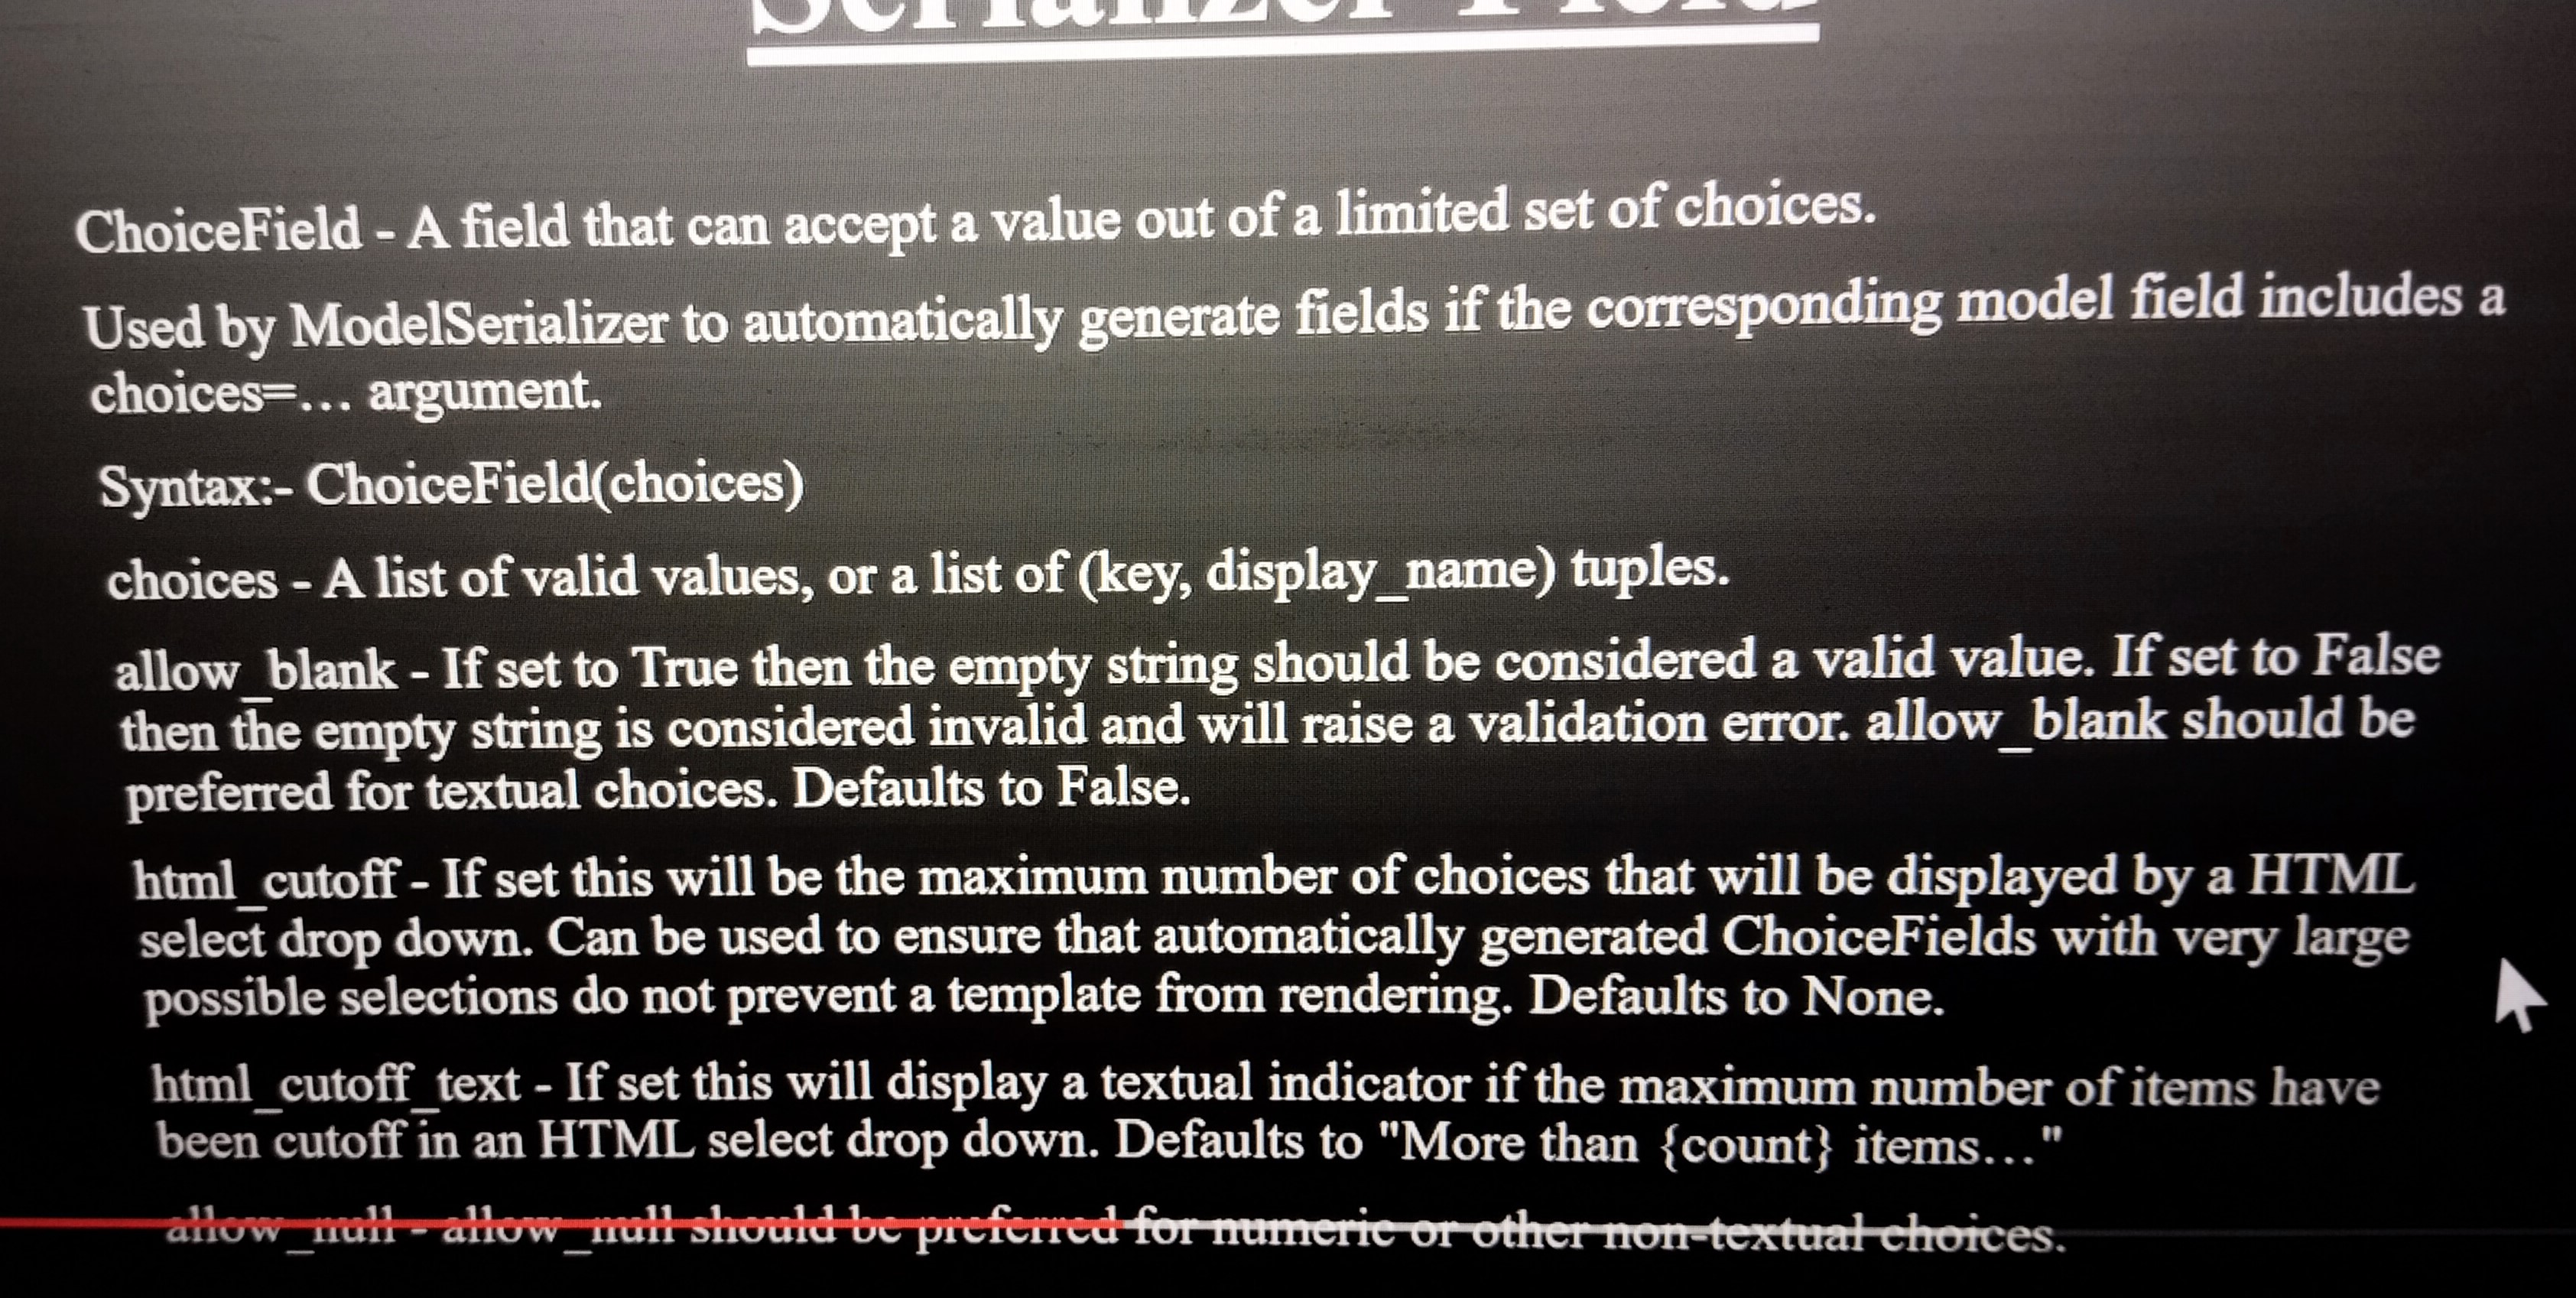 Serializer Field
ChoiceField - A field that can accept a value out of a limited set of choices.
Used by ModelSerializer to automatically generate fields if the corresponding model field includes a
choices=… argument.
Syntax:- ChoiceField(choices)
choices - A list of valid values, or a list of (key, display_name) tuples.
allow_blank - If set to True then the empty string should be considered a valid value. If set to False
then the empty string is considered invalid and will raise a validation error. allow_blank should be
preferred for textual choices. Defaults to False.
html_cutoff - If set this will be the maximum number of choices that will be displayed by a HTML
select drop down. Can be used to ensure that automatically generated ChoiceFields with very large
possible selections do not prevent a template from rendering. Defaults to None.
html_cutoff_text - If set this will display a textual indicator if the maximum number of items have
been cutoff in an HTML select drop down. Defaults to "More than {count} items…"
allow_null - allow_null should be preferred for numeric or other non-textual choices.